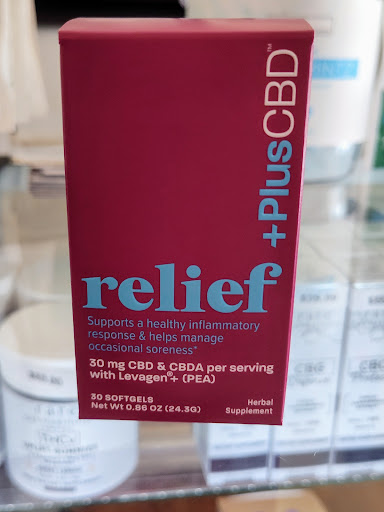 +PlusCBD™
relief
Supports a healthy inflammatory
response & helps manage
occasional soreness*
30 mg CBD & CBDA per serving
with Levagen®+ (PEA)
30 SOFTGELS
Net Wt 0.86 OZ (24.3G)
Herbal
Supplement